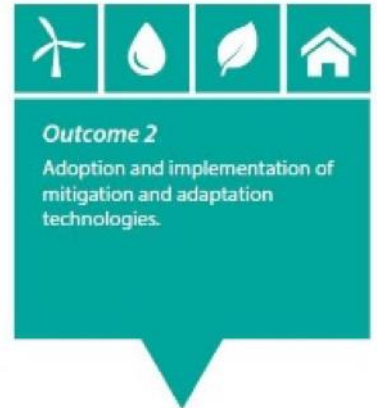 Outcome 2
Adoption and implementation of
mitigation and adaptation
technologies.